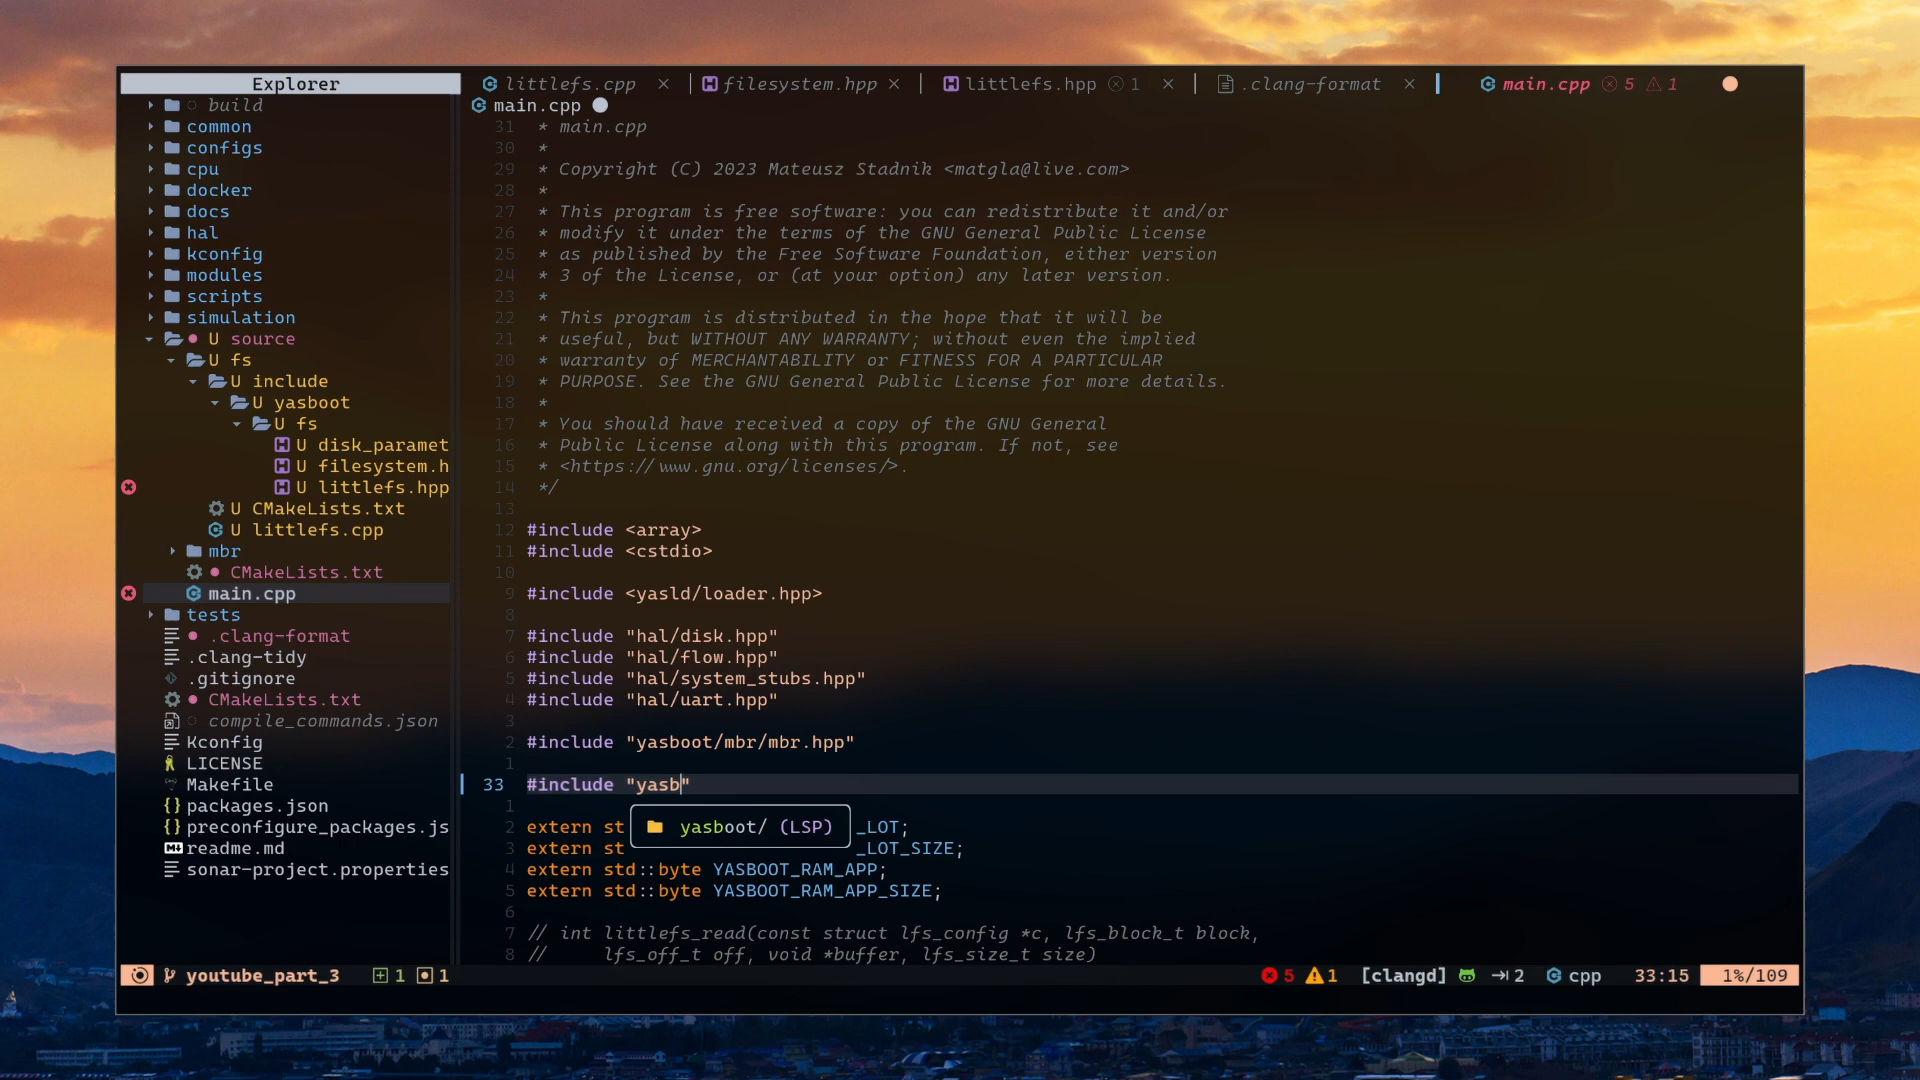 Explorer
build
common
configs
cpu
docker
docs
hal
kconfig
modules
scripts
simulation
U source
U fs
U include
U yasboot
U fs
U disk_paramet
U filesystem.h
U littlefs.hpp
U CMakeLists.txt
U littlefs.cpp
mbr
CMakeLists.txt
main.cpp
tests
.clang-format
.clang-tidy
.gitignore
CMakeLists.txt
compile_commands.json
Kconfig
LICENSE
Makefile
packages.json
preconfigure_packages.js
readme.md
sonar-project.properties
littlefs.cpp × filesystem.hpp × littlefs.hpp 1 × .clang-format × main.cpp 5 1
main.cpp
31 * main.cpp
30 *
29 * Copyright (C) 2023 Mateusz Stadnik <matgla@live.com>
28 *
27 * This program is free software: you can redistribute it and/or
26 * modify it under the terms of the GNU General Public License
25 * as published by the Free Software Foundation, either version
24 * 3 of the License, or (at your option) any later version.
23 *
22 * This program is distributed in the hope that it will be
21 * useful, but WITHOUT ANY WARRANTY; without even the implied
20 * warranty of MERCHANTABILITY or FITNESS FOR A PARTICULAR
19 * PURPOSE. See the GNU General Public License for more details.
18 *
17 * You should have received a copy of the GNU General
16 * Public License along with this program. If not, see
15 * <https://www.gnu.org/licenses/>.
14 */
13
12 #include <array>
11 #include <cstdio>
10
9 #include <yasld/loader.hpp>
8
7 #include "hal/disk.hpp"
6 #include "hal/flow.hpp"
5 #include "hal/system_stubs.hpp"
4 #include "hal/uart.hpp"
3
2 #include "yasboot/mbr/mbr.hpp"
1
33 #include "yasb"
1
2 extern st yasboot/ (LSP) _LOT;
3 extern st _LOT_SIZE;
4 extern std::byte YASBOOT_RAM_APP;
5 extern std::byte YASBOOT_RAM_APP_SIZE;
6
7 // int littlefs_read(const struct lfs_config *c, lfs_block_t block,
8 // lfs_off_t off, void *buffer, lfs_size_t size)
youtube_part_3 1 1 5 1 [clangd] 2 cpp 33:15 1%/109